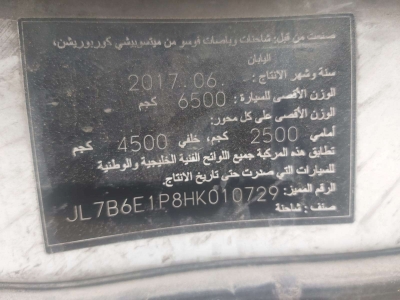 صنعت من قبل: شاحنات وباصات فوسو من ميتسوبيشي كوربوريشن،
اليابان
سنة وشهر الانتاج : 2017.06.
الوزن الأقصى للسيارة : 6500 كجم
الوزن الأقصى على كل محور:
أمامي 2500 كجم، خلفي 4500 كجم
تطابق هذه المركبة جميع اللوائح الفنية الخليجية والوطنية
للسيارات التي صدرت حتى تاريخ الانتاج.
الرقم المميز: JL7B6E1P8HK010729
صنف : شاحنة